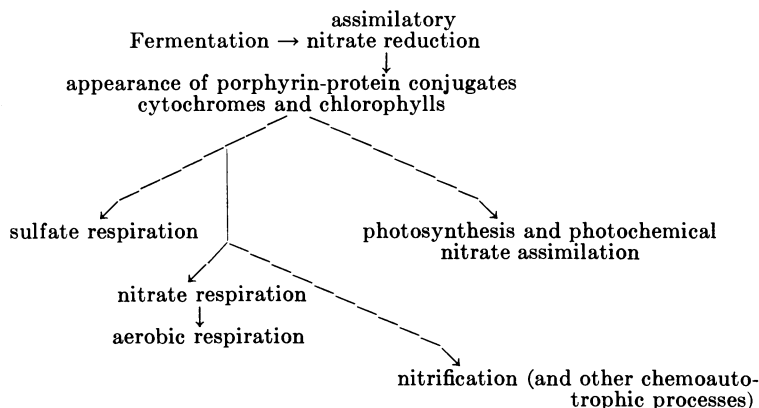 assimilatory
Fermentation → nitrate reduction
appearance of porphyrin-protein conjugates
cytochromes and chlorophylls
sulfate respiration
photosynthesis and photochemical
nitrate assimilation
nitrate respiration
aerobic respiration
nitrification (and other chemoauto-
trophic processes)